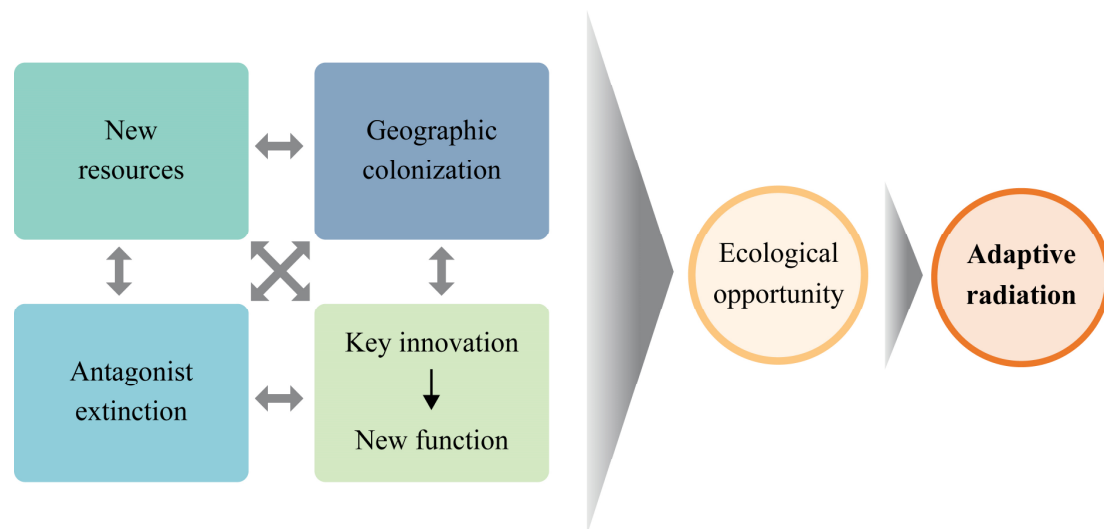 New
resources
Geographic
colonization
Antagonist
extinction
Key innovation
New function
Ecological
opportunity
Adaptive
radiation